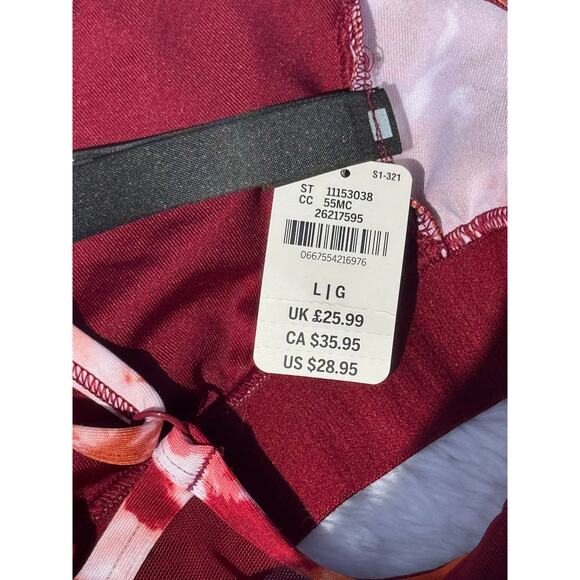 S1-321
ST 11153038
CC 55MC
26217595
0667554216976
L|G
UK £25.99
CA $35.95
US $28.95